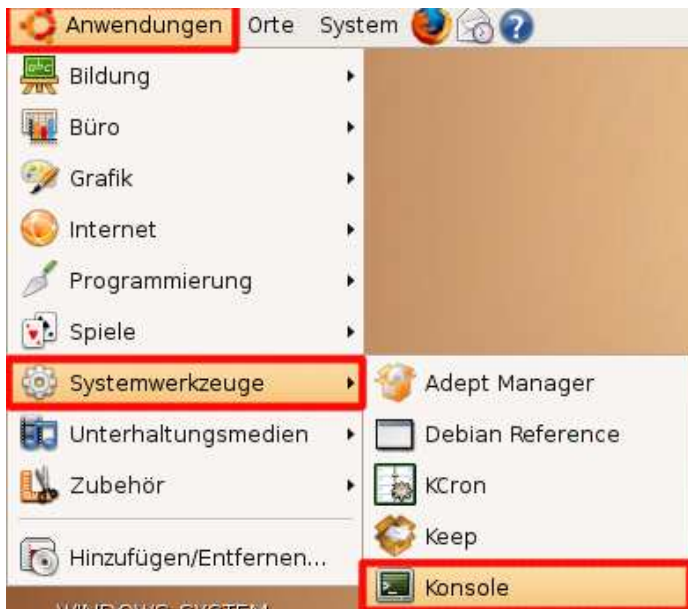 Anwendungen Orte System
Bildung
Büro
Grafik
Internet
Programmierung
Spiele
Systemwerkzeuge
Unterhaltungsmedien
Zubehör
Hinzufügen/Entfernen...
Adept Manager
Debian Reference
KCron
Keep
Konsole